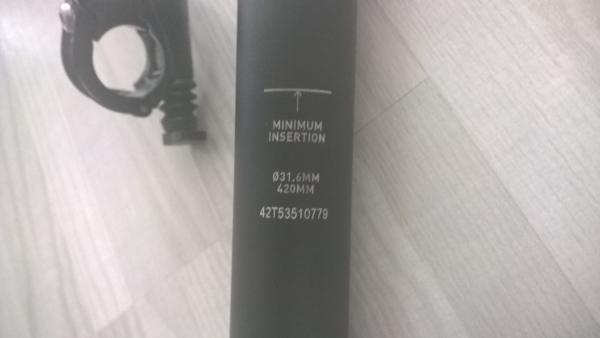 MINIMUM
INSERTION
Ø31.6MM
420MM
42T53510779